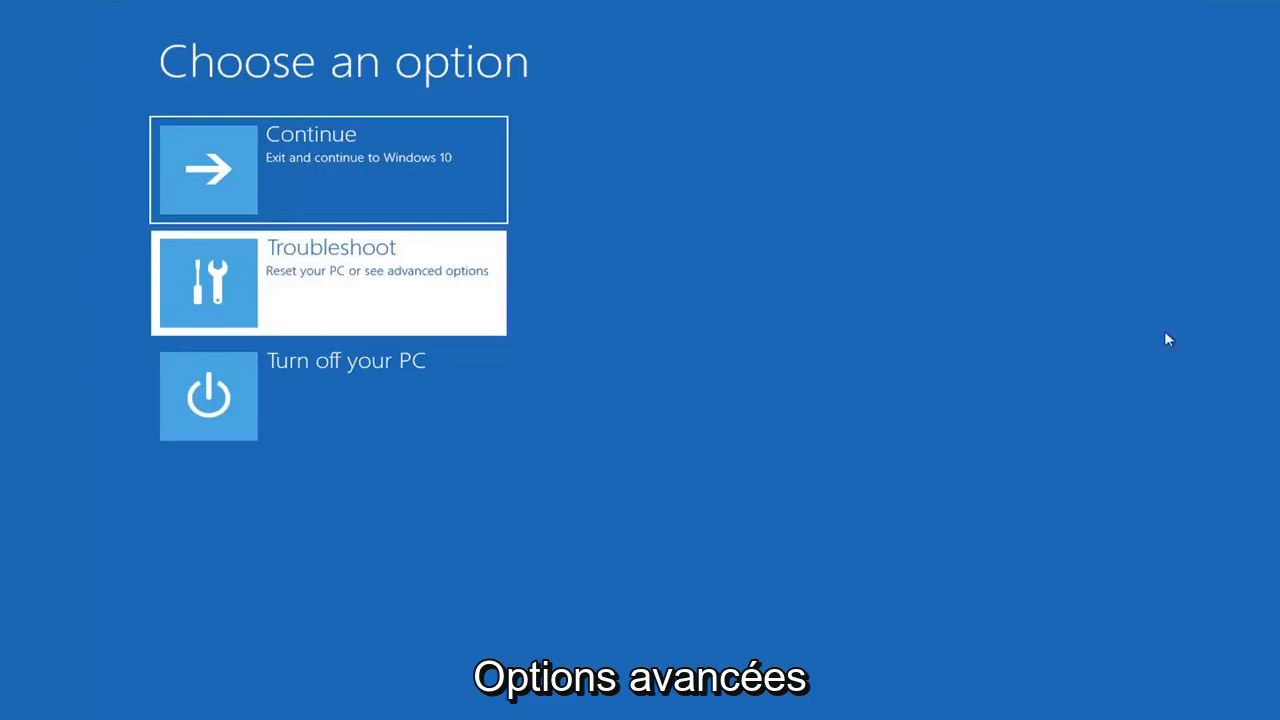 Choose an option
Continue
Exit and continue to Windows 10
Troubleshoot
Reset your PC or see advanced options
Turn off your PC
Options avancées